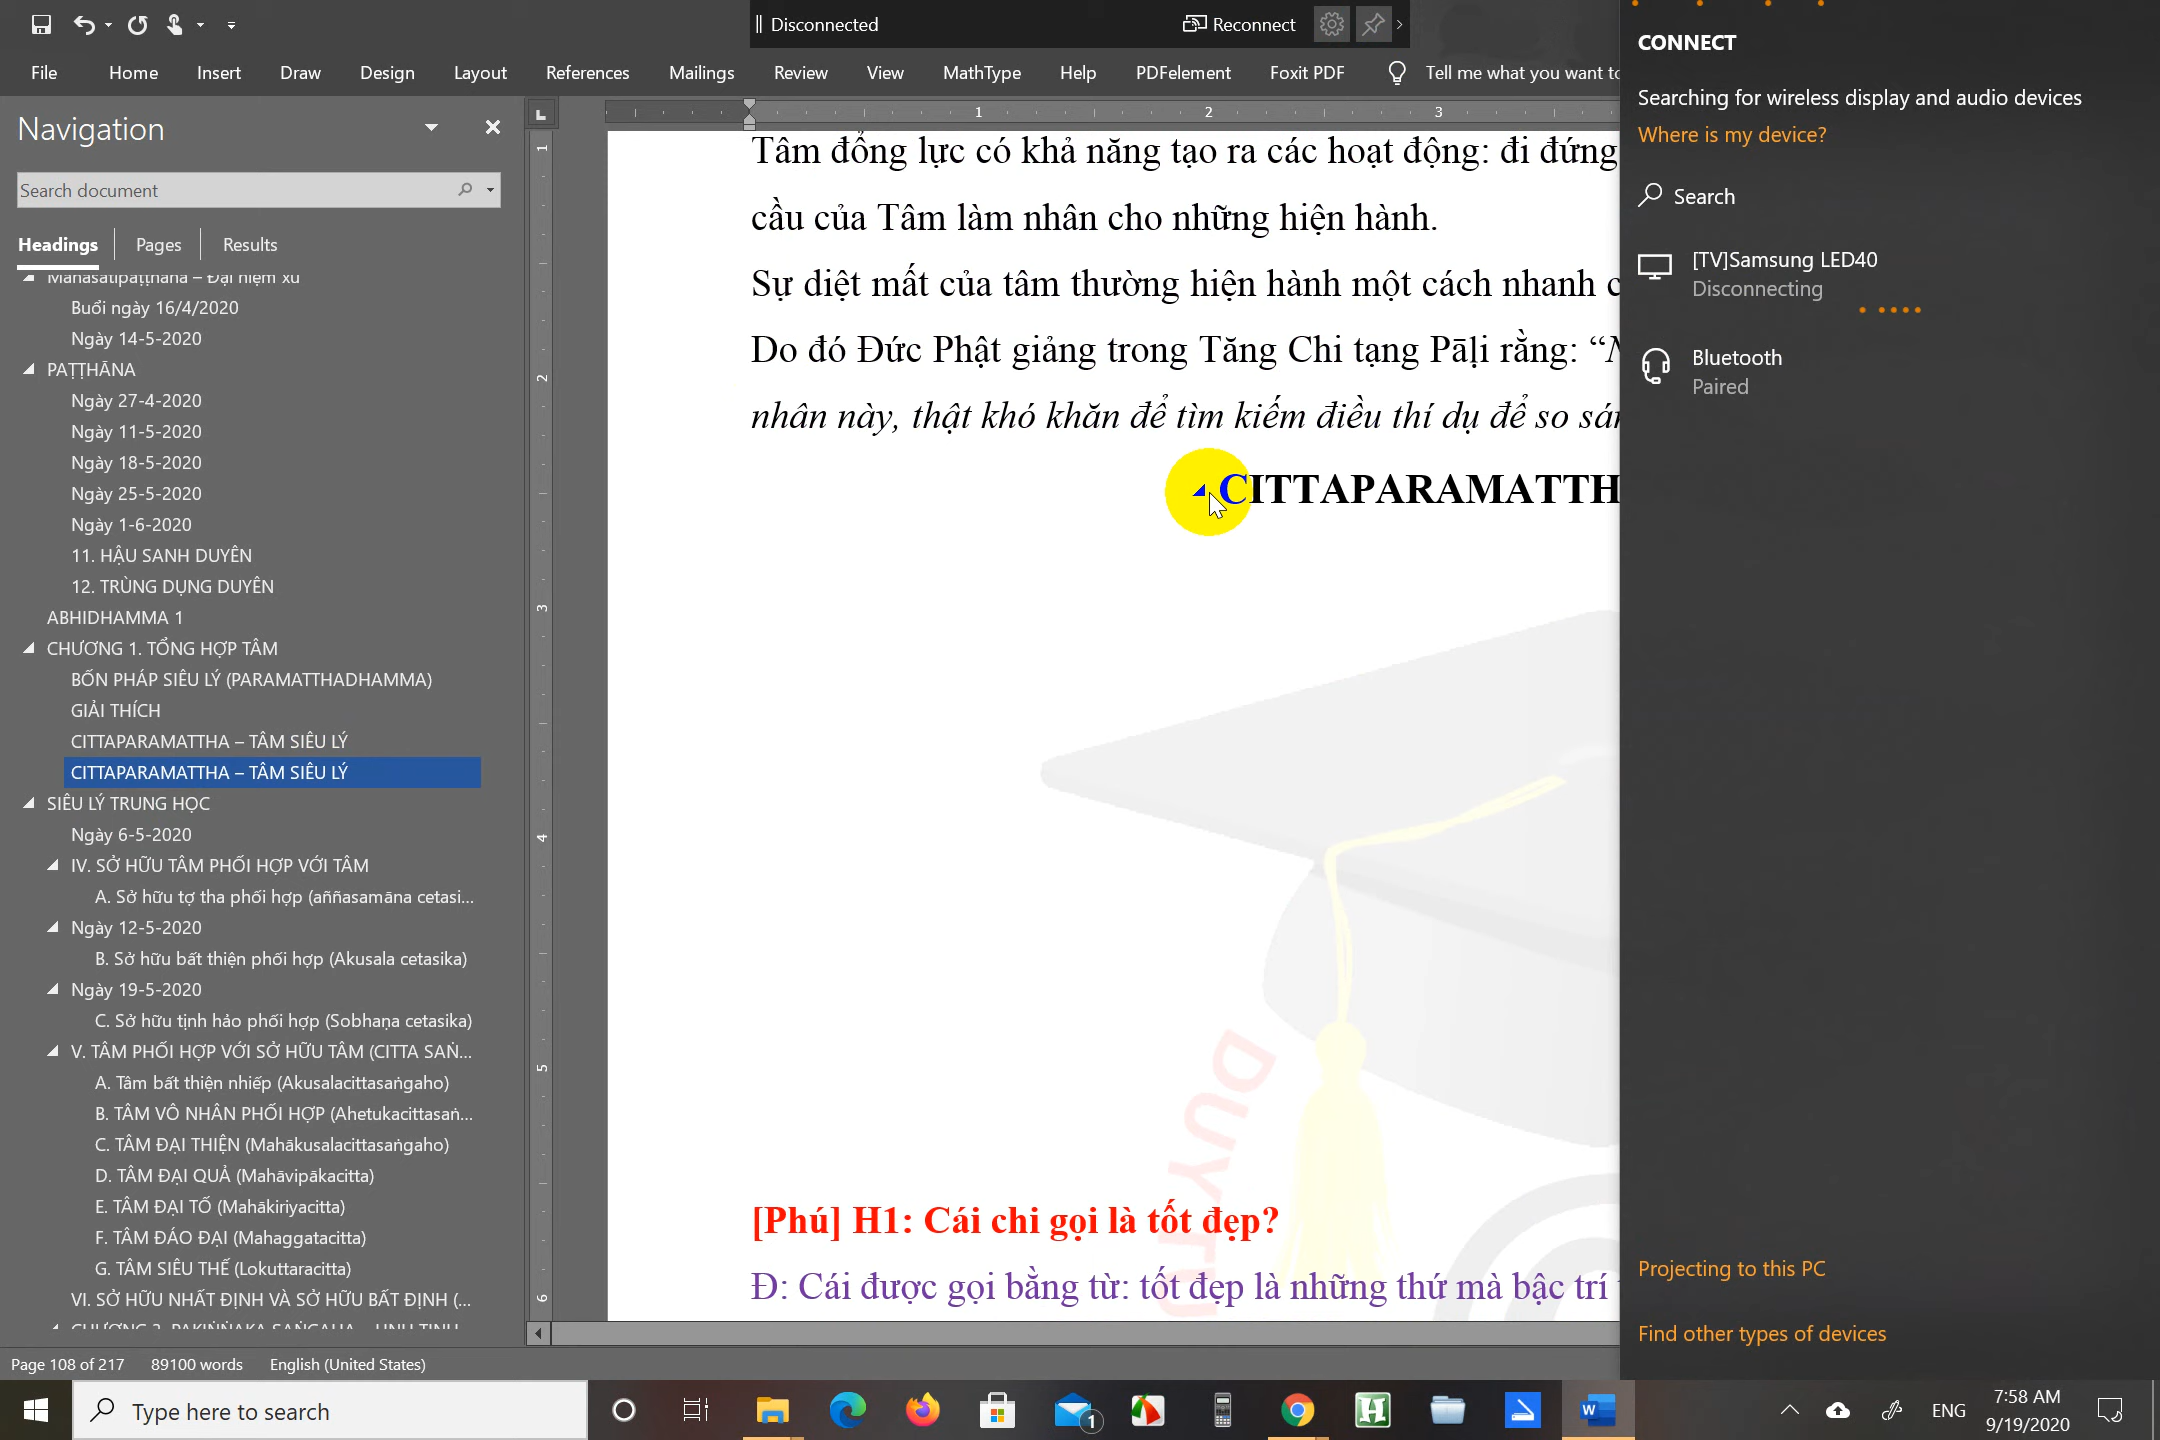 Disconnected
Reconnect
File Home Insert Draw Design Layout References Mailings Review View MathType Help PDFelement Foxit PDF Tell me what you want to
Navigation
Search document
Headings Pages Results
Mahāsatipaṭṭhāna – Đại niệm xứ
Buổi ngày 16/4/2020
Ngày 14-5-2020
PAṬṬHĀNA
Ngày 27-4-2020
Ngày 11-5-2020
Ngày 18-5-2020
Ngày 25-5-2020
Ngày 1-6-2020
11. HẬU SANH DUYÊN
12. TRÙNG DỤNG DUYÊN
ABHIDHAMMA 1
CHƯƠNG 1. TỔNG HỢP TÂM
BỐN PHÁP SIÊU LÝ (PARAMATTHADHAMMA)
GIẢI THÍCH
CITTAPARAMATTHA – TÂM SIÊU LÝ
CITTAPARAMATTHA – TÂM SIÊU LÝ
SIÊU LÝ TRUNG HỌC
Ngày 6-5-2020
IV. SỞ HỮU TÂM PHỐI HỢP VỚI TÂM
A. Sở hữu tợ tha phối hợp (aññasamāna cetasi...
Ngày 12-5-2020
B. Sở hữu bất thiện phối hợp (Akusala cetasika)
Ngày 19-5-2020
C. Sở hữu tịnh hảo phối hợp (Sobhaṇa cetasika)
V. TÂM PHỐI HỢP VỚI SỞ HỮU TÂM (CITTA SAṄ...
A. Tâm bất thiện nhiếp (Akusalacittasaṅgaho)
B. TÂM VÔ NHÂN PHỐI HỢP (Ahetukacittasaṅ...
C. TÂM ĐẠI THIỆN (Mahākusalacittasaṅgaho)
D. TÂM ĐẠI QUẢ (Mahāvipākacitta)
E. TÂM ĐẠI TỐ (Mahākiriyacitta)
F. TÂM ĐÁO ĐẠI (Mahaggatacitta)
G. TÂM SIÊU THẾ (Lokuttaracitta)
VI. SỞ HỮU NHẤT ĐỊNH VÀ SỞ HỮU BẤT ĐỊNH (...
1 2 3
1
2
3
4
5
6
Tâm đổng lực có khả năng tạo ra các hoạt động: đi đứng
cầu của Tâm làm nhân cho những hiện hành.
Sự diệt mất của tâm thường hiện hành một cách nhanh c
Do đó Đức Phật giảng trong Tăng Chi tạng Pāḷi rằng: “N
nhân này, thật khó khăn để tìm kiếm điều thí dụ để so sán
CITTAPARAMATTH
DUYTU
[Phú] H1: Cái chi gọi là tốt đẹp?
Đ: Cái được gọi bằng từ: tốt đẹp là những thứ mà bậc trí
CONNECT
Searching for wireless display and audio devices
Where is my device?
Search
[TV]Samsung LED40
Disconnecting
Bluetooth
Paired
Projecting to this PC
Find other types of devices
Page 108 of 217 89100 words English (United States)
Type here to search
1
ENG
7:58 AM
9/19/2020